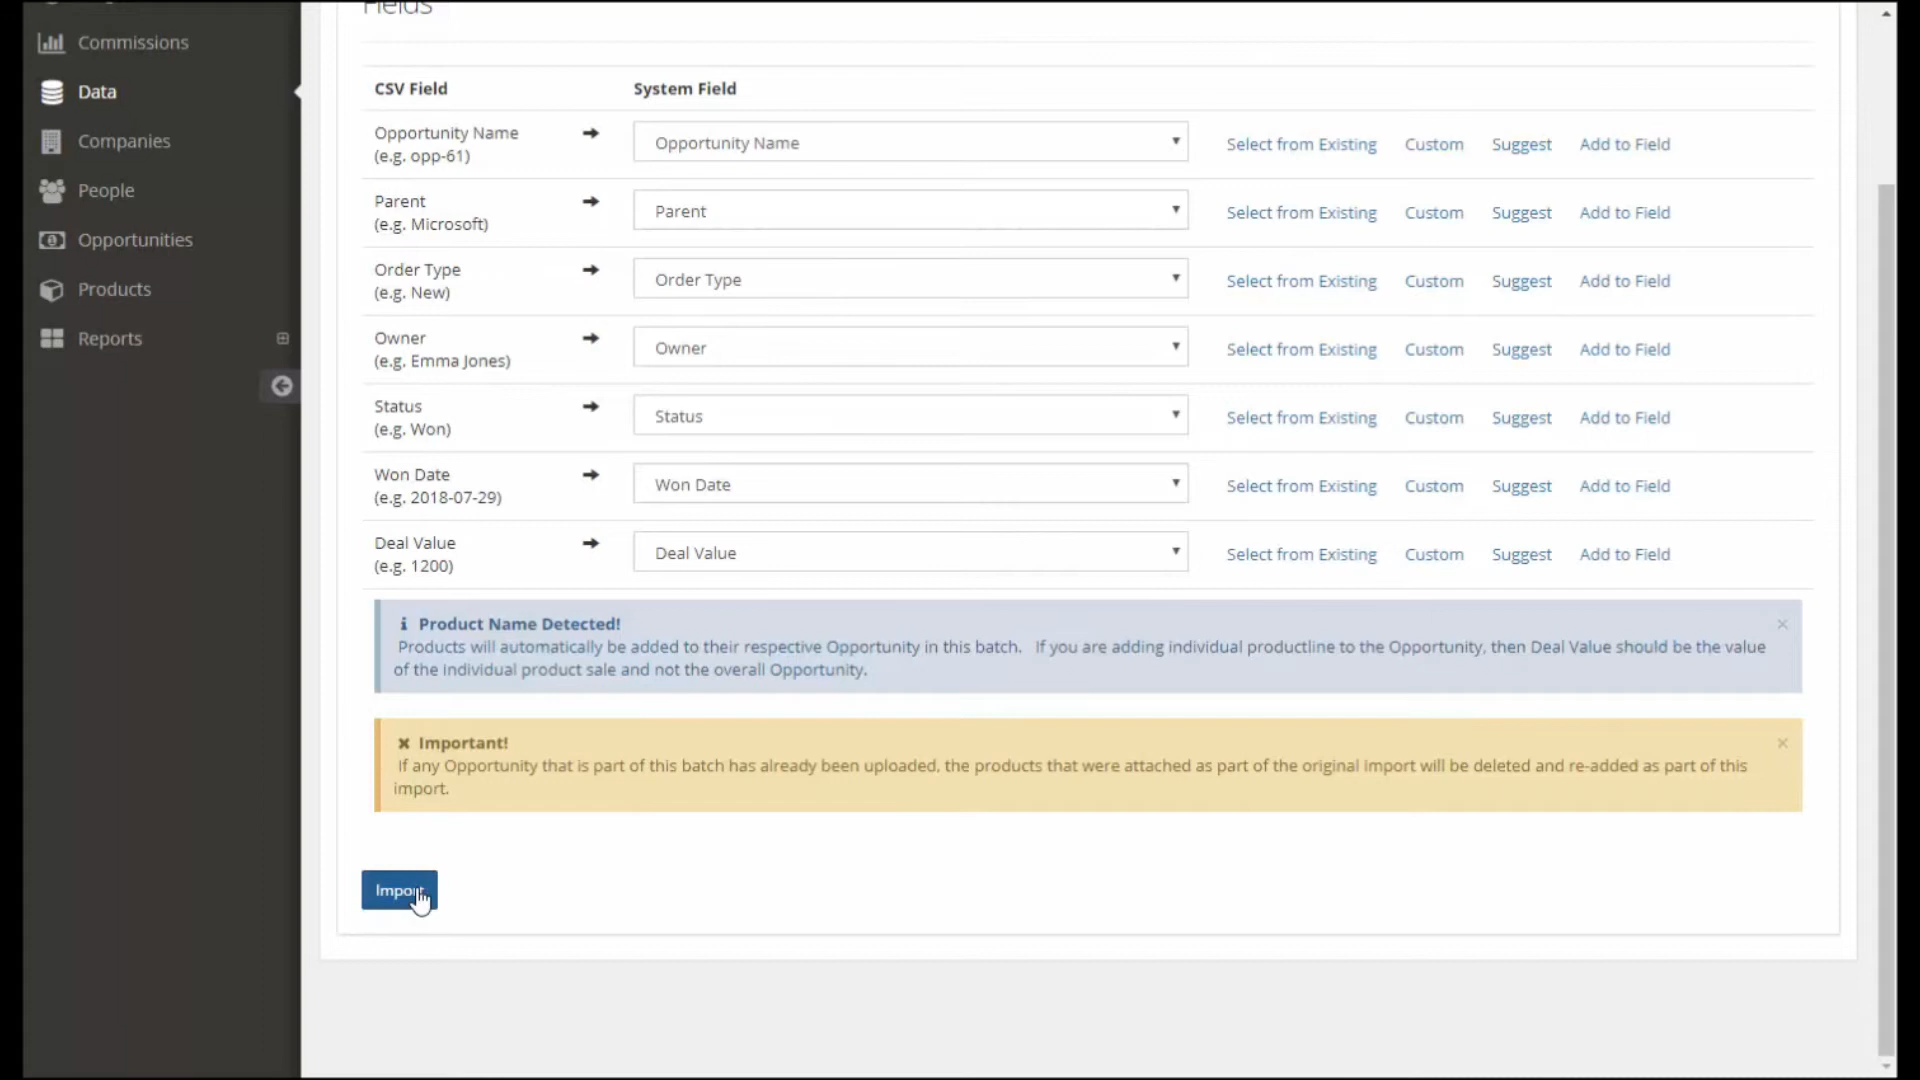 Fields
Commissions
Data
Companies
People
Opportunities
Products
Reports
CSV Field System Field
Opportunity Name
(e.g. opp-61)
Opportunity Name
Select from Existing Custom Suggest Add to Field
Parent
(e.g. Microsoft)
Parent
Select from Existing Custom Suggest Add to Field
Order Type
(e.g. New)
Order Type
Select from Existing Custom Suggest Add to Field
Owner
(e.g. Emma Jones)
Owner
Select from Existing Custom Suggest Add to Field
Status
(e.g. Won)
Status
Select from Existing Custom Suggest Add to Field
Won Date
(e.g. 2018-07-29)
Won Date
Select from Existing Custom Suggest Add to Field
Deal Value
(e.g. 1200)
Deal Value
Select from Existing Custom Suggest Add to Field
Product Name Detected!
Products will automatically be added to their respective Opportunity in this batch. If you are adding individual productline to the Opportunity, then Deal Value should be the value
of the individual product sale and not the overall Opportunity.
Important!
If any Opportunity that is part of this batch has already been uploaded, the products that were attached as part of the original import will be deleted and re-added as part of this
import.
Import